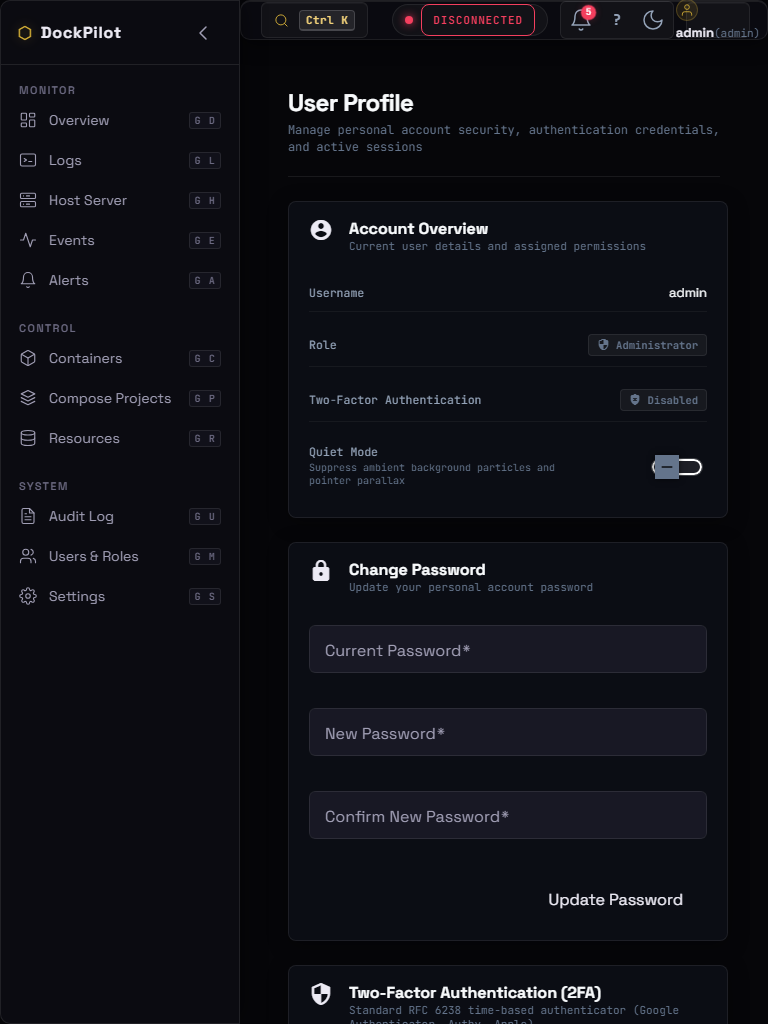 DockPilot
Ctrl K
DISCONNECTED
5
?
admin(admin)
MONITOR
Overview G D
Logs G L
Host Server G H
Events G E
Alerts G A
CONTROL
Containers G C
Compose Projects G P
Resources G R
SYSTEM
Audit Log G U
Users & Roles G M
Settings G S
User Profile
Manage personal account security, authentication credentials,
and active sessions
Account Overview
Current user details and assigned permissions
Username admin
Role Administrator
Two-Factor Authentication Disabled
Quiet Mode
Suppress ambient background particles and
pointer parallax
Change Password
Update your personal account password
Current Password*
New Password*
Confirm New Password*
Update Password
Two-Factor Authentication (2FA)
Standard RFC 6238 time-based authenticator (Google
Authenticator, Authy, Apple)